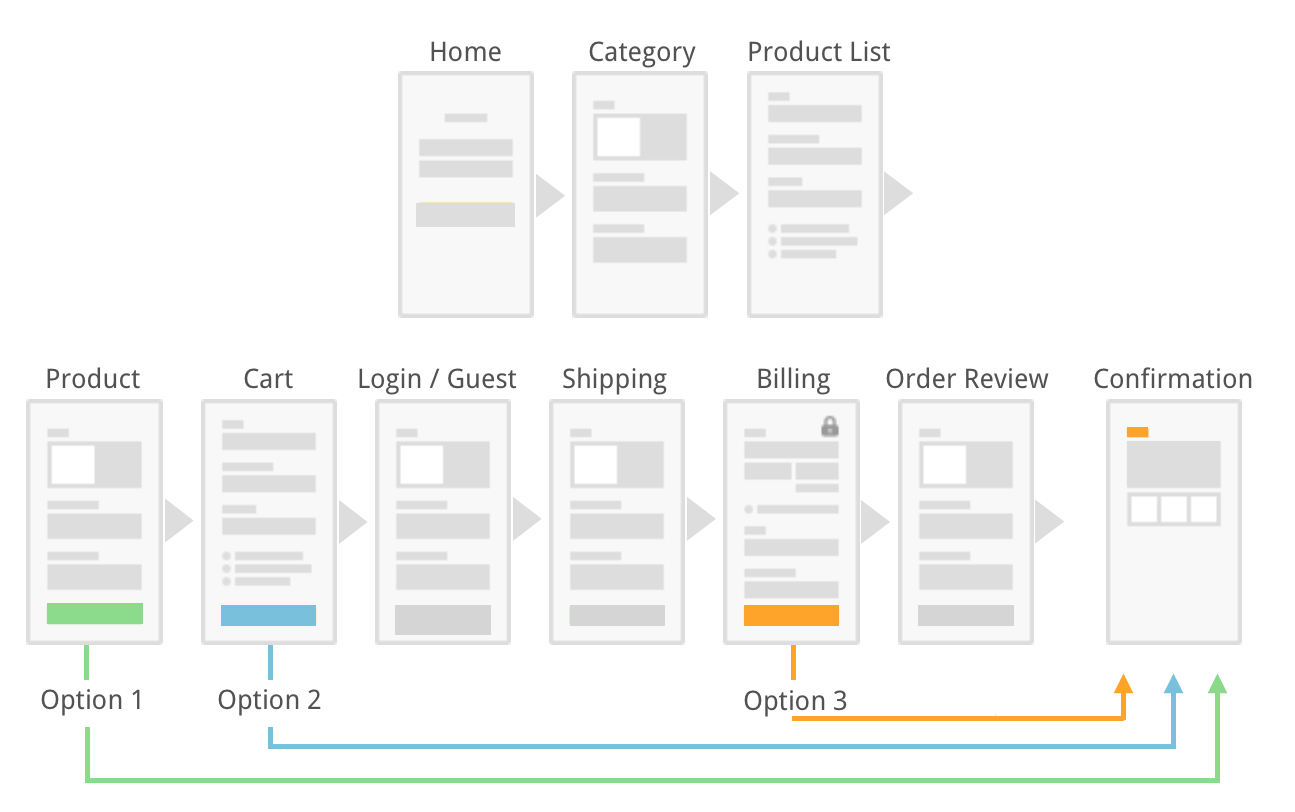 Home
Category
Product List
Product
Cart
Login / Guest
Shipping
Billing
Order Review
Confirmation
Option 1
Option 2
Option 3